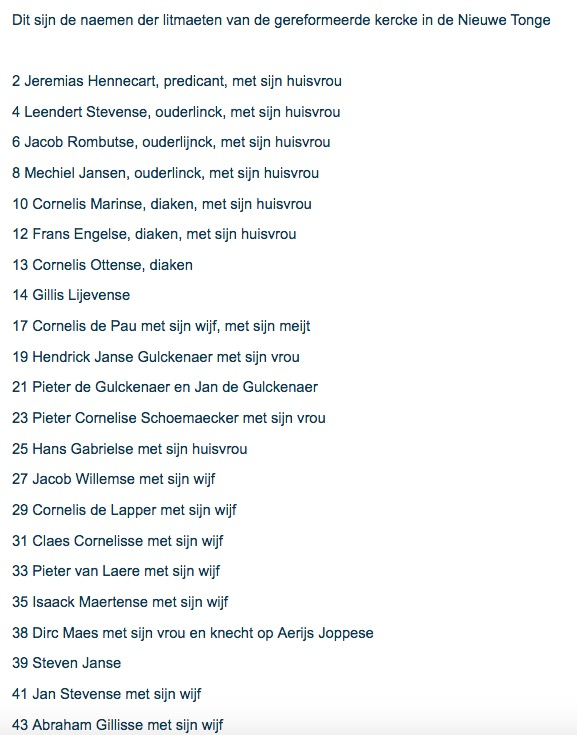 Dit sijn de naemen der litmaeten van de gereformeerde kercke in de Nieuwe Tonge
2 Jeremias Hennecart, predicant, met sijn huisvrou
4 Leendert Stevense, ouderlinck, met sijn huisvrou
6 Jacob Rombutse, ouderlijnck, met sijn huisvrou
8 Mechiel Jansen, ouderlinck, met sijn huisvrou
10 Cornelis Marinse, diaken, met sijn huisvrou
12 Frans Engelse, diaken, met sijn huisvrou
13 Cornelis Ottense, diaken
14 Gillis Lijevense
17 Cornelis de Pau met sijn wijf, met sijn meijt
19 Hendrick Janse Gulckenaer met sijn vrou
21 Pieter de Gulckenaer en Jan de Gulckenaer
23 Pieter Cornelise Schoemaecker met sijn vrou
25 Hans Gabrielse met sijn huisvrou
27 Jacob Willemse met sijn wijf
29 Cornelis de Lapper met sijn wijf
31 Claes Cornelisse met sijn wijf
33 Pieter van Laere met sijn wijf
35 Isaack Maertense met sijn wijf
38 Dirc Maes met sijn vrou en knecht op Aerijs Joppese
39 Steven Janse
41 Jan Stevense met sijn wijf
43 Abraham Gillisse met sijn wijf